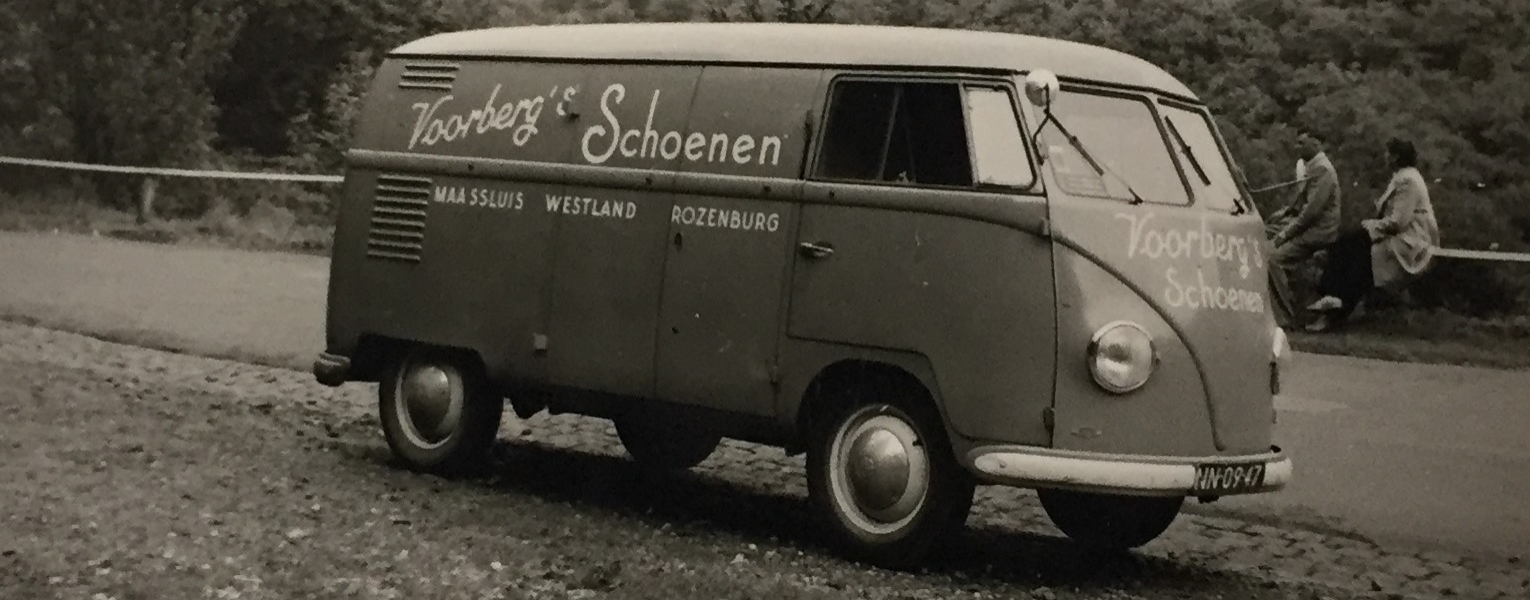 Voorberg's Schoenen
MAASSLUIS WESTLAND ROZENBURG
Voorberg's
Schoenen
NN-09-47